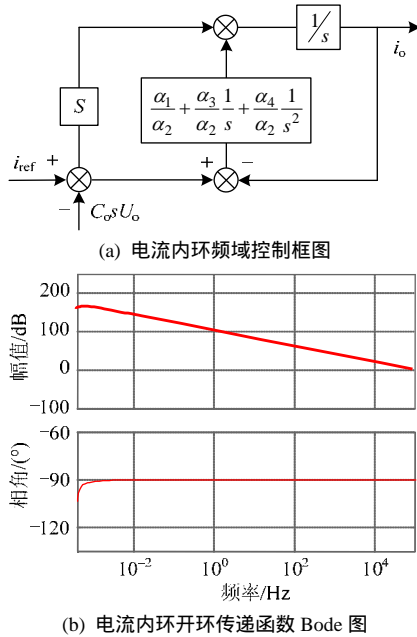 1/s
i_o
S
α₁/α₂ + α₃/α₂ 1/s + α₄/α₂ 1/s²
i_ref + + −
− C_o s U_o
(a) 电流内环频域控制框图
200
100
0
−100
幅值/dB
−60
−90
−120
相角/(°)
10⁻² 10⁰ 10² 10⁴
频率/Hz
(b) 电流内环开环传递函数 Bode 图